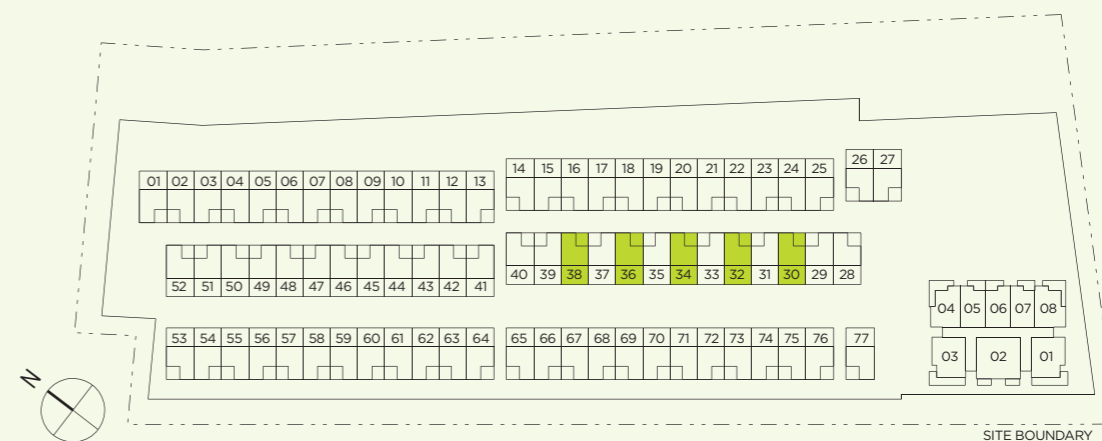 14 15 16 17 18 19 20 21 22 23 24 25
26 27
01 02 03 04 05 06 07 08 09 10 11 12 13
40 39 38 37 36 35 34 33 32 31 30 29 28
52 51 50 49 48 47 46 45 44 43 42 41
04 05 06 07 08
53 54 55 56 57 58 59 60 61 62 63 64
65 66 67 68 69 70 71 72 73 74 75 76
77
03 02 01
N
SITE BOUNDARY